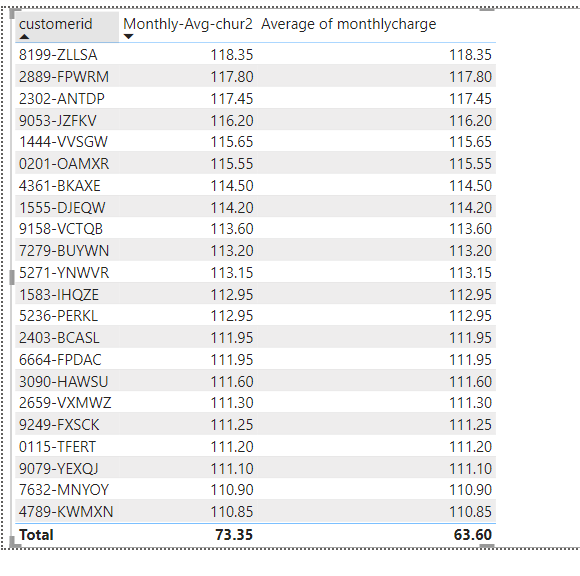 customerid Monthly-Avg-chur2 Average of monthlycharge
8199-ZLLSA 118.35 118.35
2889-FPWRM 117.80 117.80
2302-ANTDP 117.45 117.45
9053-JZFKV 116.20 116.20
1444-VVSGW 115.65 115.65
0201-OAMXR 115.55 115.55
4361-BKAXE 114.50 114.50
1555-DJEQW 114.20 114.20
9158-VCTQB 113.60 113.60
7279-BUYWN 113.20 113.20
5271-YNWVR 113.15 113.15
1583-IHQZE 112.95 112.95
5236-PERKL 112.95 112.95
2403-BCASL 111.95 111.95
6664-FPDAC 111.95 111.95
3090-HAWSU 111.60 111.60
2659-VXMWZ 111.30 111.30
9249-FXSCK 111.25 111.25
0115-TFERT 111.20 111.20
9079-YEXQJ 111.10 111.10
7632-MNYOY 110.90 110.90
4789-KWMXN 110.85 110.85
Total 73.35 63.60